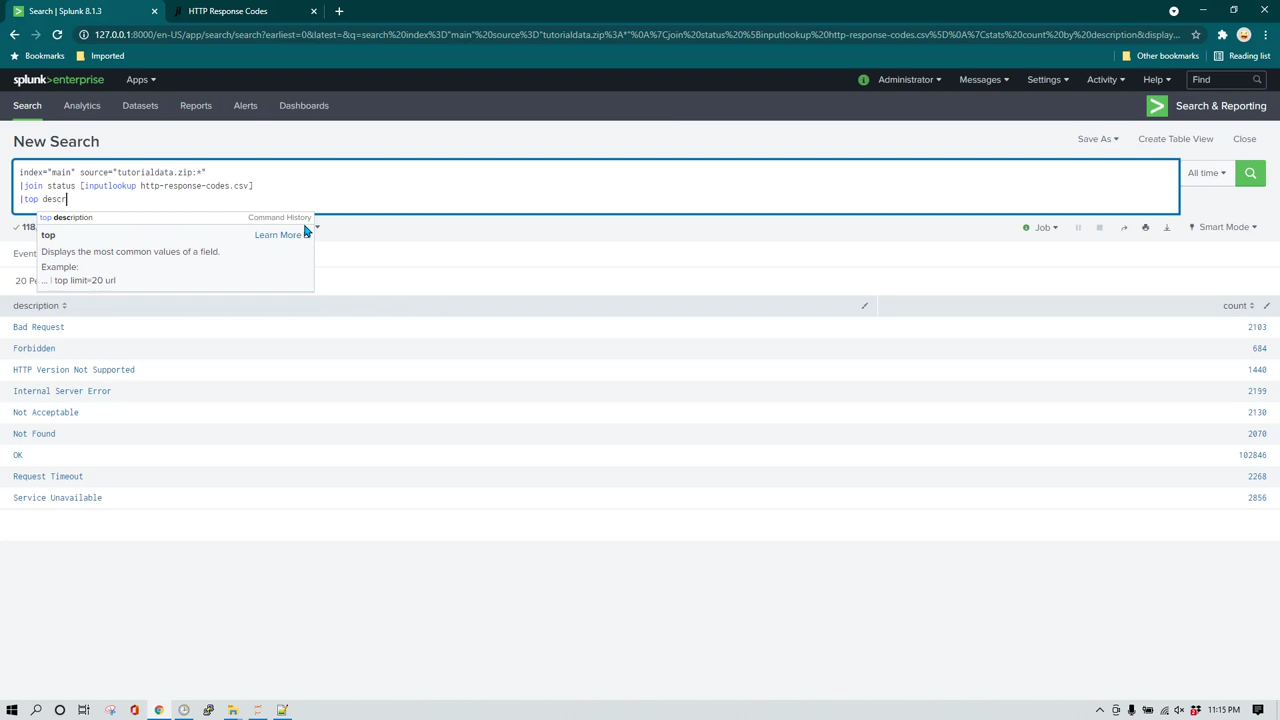 Search | Splunk 8.1.3
HTTP Response Codes
127.0.0.1:8000/en-US/app/search/search?earliest=0&latest=&q=search%20index%3D"main"%20source%3D"tutorialdata.zip%3A*"%0A%7Cjoin%20status%20%5Binputlookup%20http-response-codes.csv%5D%0A%7Cstats%20count%20by%20description&display...
Bookmarks
Imported
Other bookmarks
Reading list
splunk>enterprise
Apps
Administrator
Messages
Settings
Activity
Help
Find
Search
Analytics
Datasets
Reports
Alerts
Dashboards
Search & Reporting
New Search
Save As
Create Table View
Close
index="main" source="tutorialdata.zip:*"
|join status [inputlookup http-response-codes.csv]
|top descr
All time
top description
Command History
118,
Job
Smart Mode
top
Learn More
Displays the most common values of a field.
Event
Example:
... | top limit=20 url
20 Pe
description
count
Bad Request 2103
Forbidden 684
HTTP Version Not Supported 1440
Internal Server Error 2199
Not Acceptable 2130
Not Found 2070
OK 102846
Request Timeout 2268
Service Unavailable 2856
11:15 PM